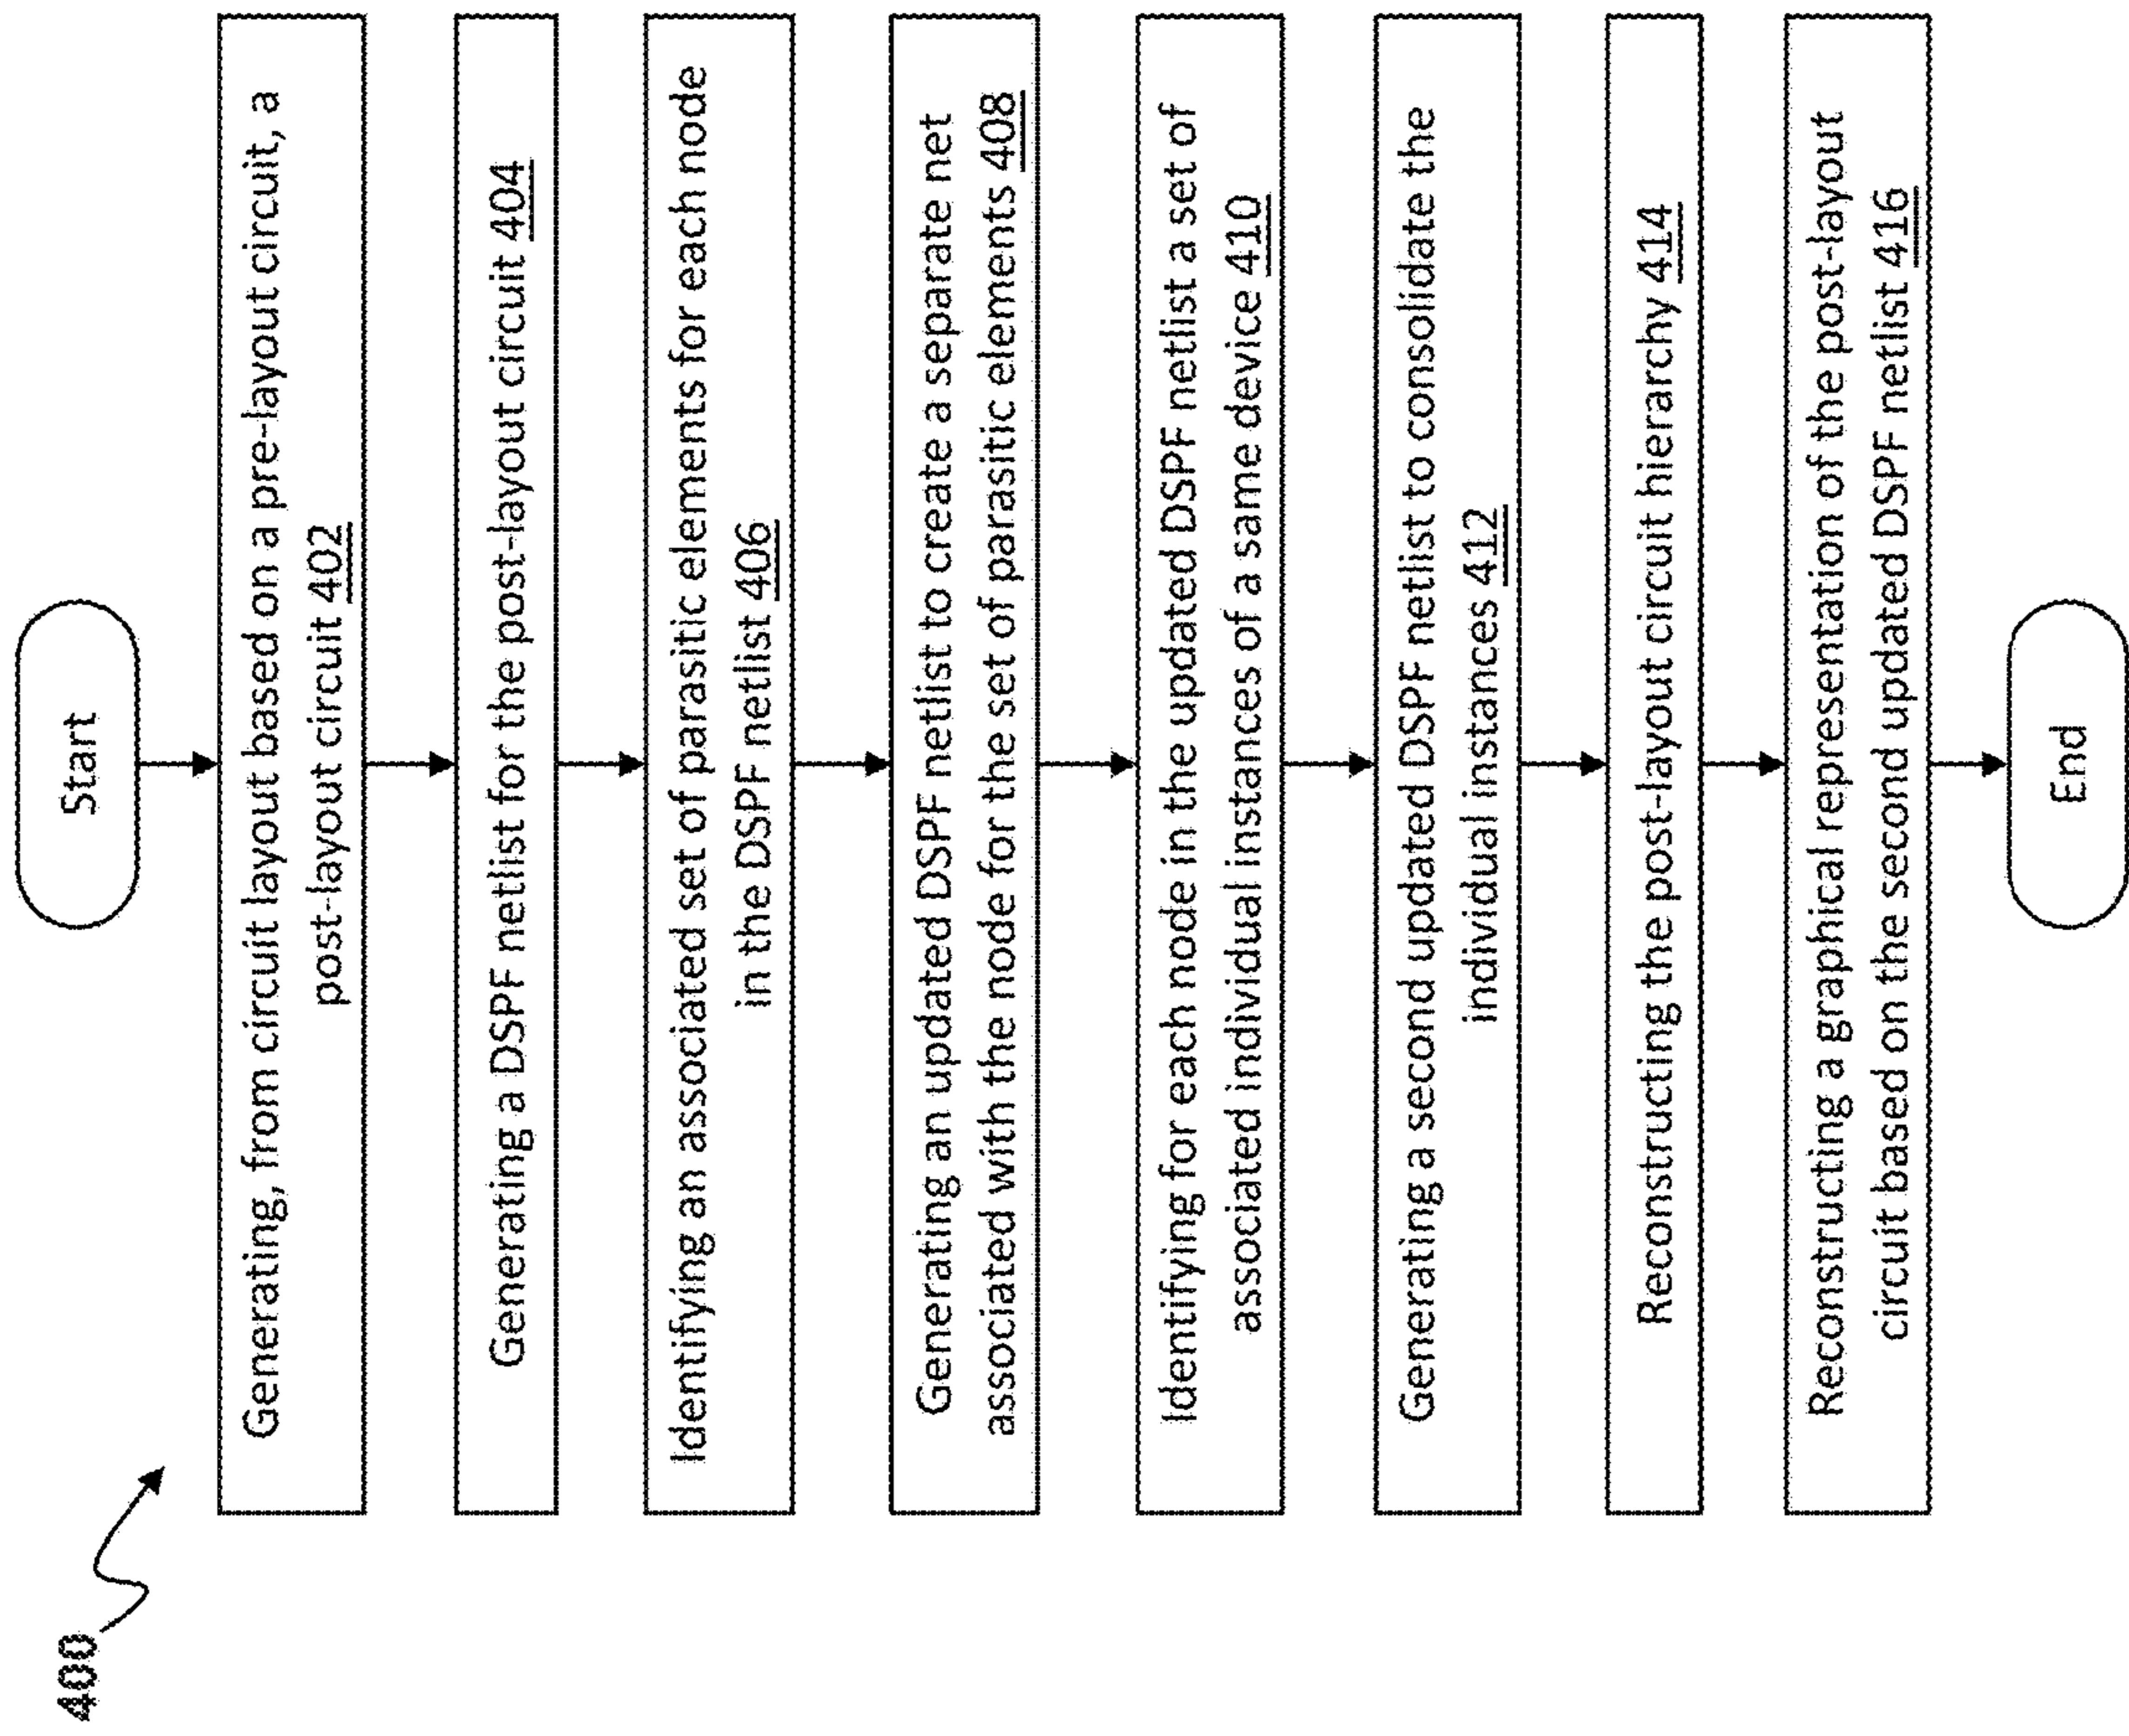 400
Start
Generating, from circuit layout based on a pre-layout circuit, a
post-layout circuit 402
Generating a DSPF netlist for the post-layout circuit 404
Identifying an associated set of parasitic elements for each node
in the DSPF netlist 406
Generating an updated DSPF netlist to create a separate net
associated with the node for the set of parasitic elements 408
Identifying for each node in the updated DSPF netlist a set of
associated individual instances of a same device 410
Generating a second updated DSPF netlist to consolidate the
individual instances 412
Reconstructing the post-layout circuit hierarchy 414
Reconstructing a graphical representation of the post-layout
circuit based on the second updated DSPF netlist 416
End